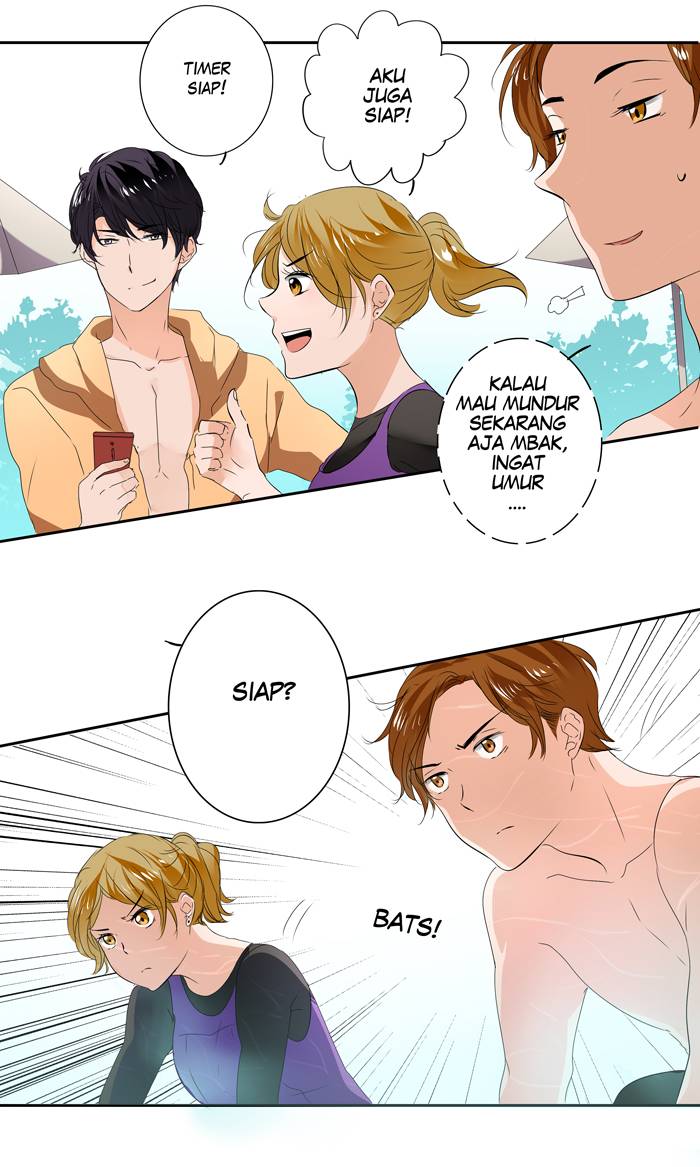 TIMER
SIAP!
AKU
JUGA
SIAP!
KALAU
MAU MUNDUR
SEKARANG
AJA MBAK,
INGAT
UMUR
....
SIAP?
BATS!